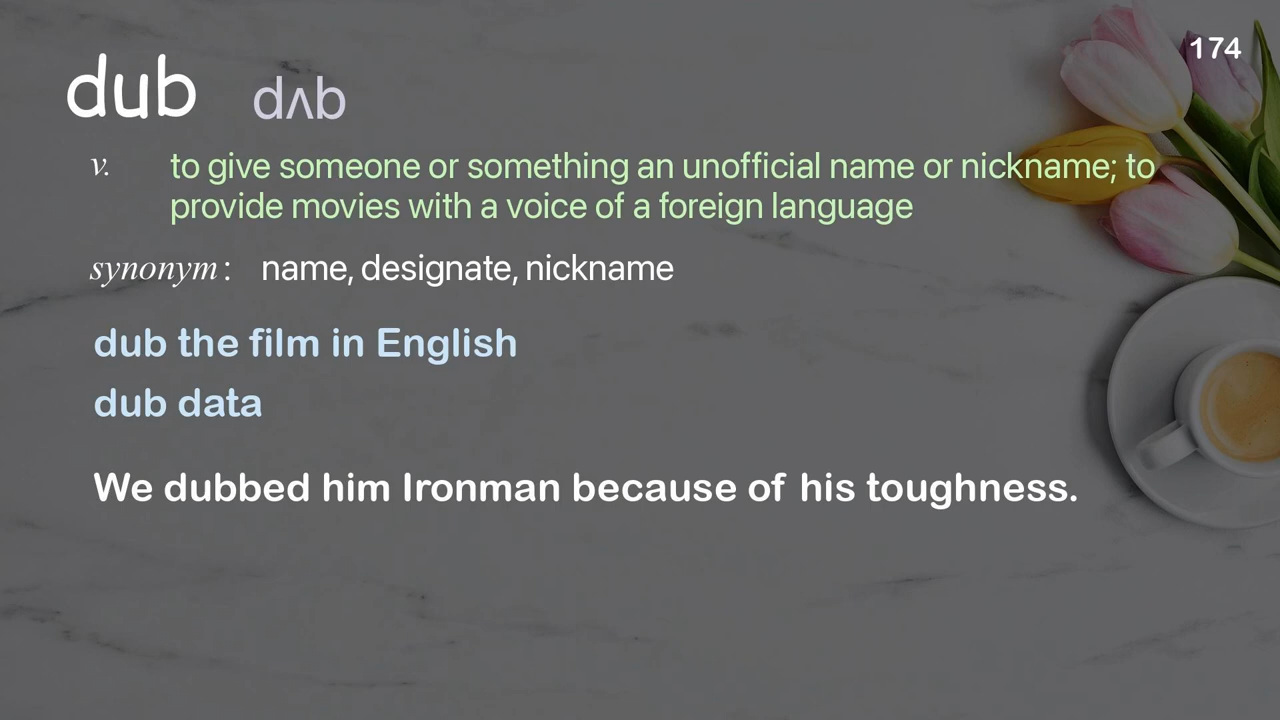 174
dub dʌb
v. to give someone or something an unofficial name or nickname; to
provide movies with a voice of a foreign language
synonym : name, designate, nickname
dub the film in English
dub data
We dubbed him Ironman because of his toughness.